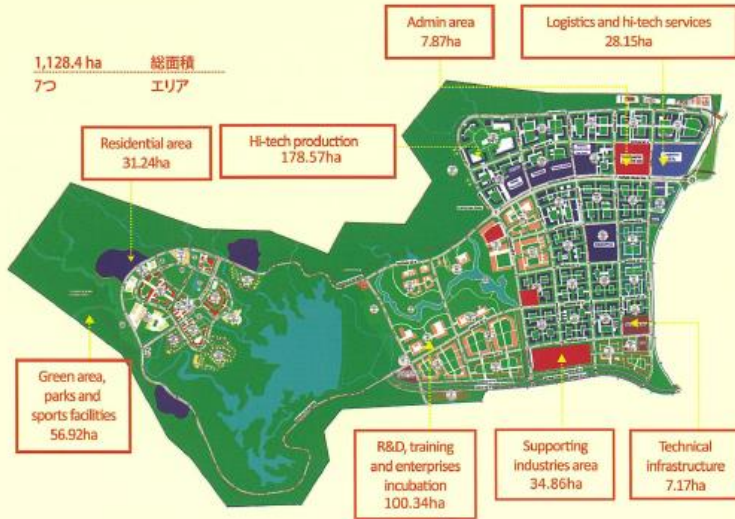 Admin area
7.87ha
Logistics and hi-tech services
28.15ha
1,128.4 ha 総面積
7つ エリア
Residential area
31.24ha
Hi-tech production
178.57ha
Green area,
parks and
sports facilities
56.92ha
R&D, training
and enterprises
incubation
100.34ha
Supporting
industries area
34.86ha
Technical
infrastructure
7.17ha